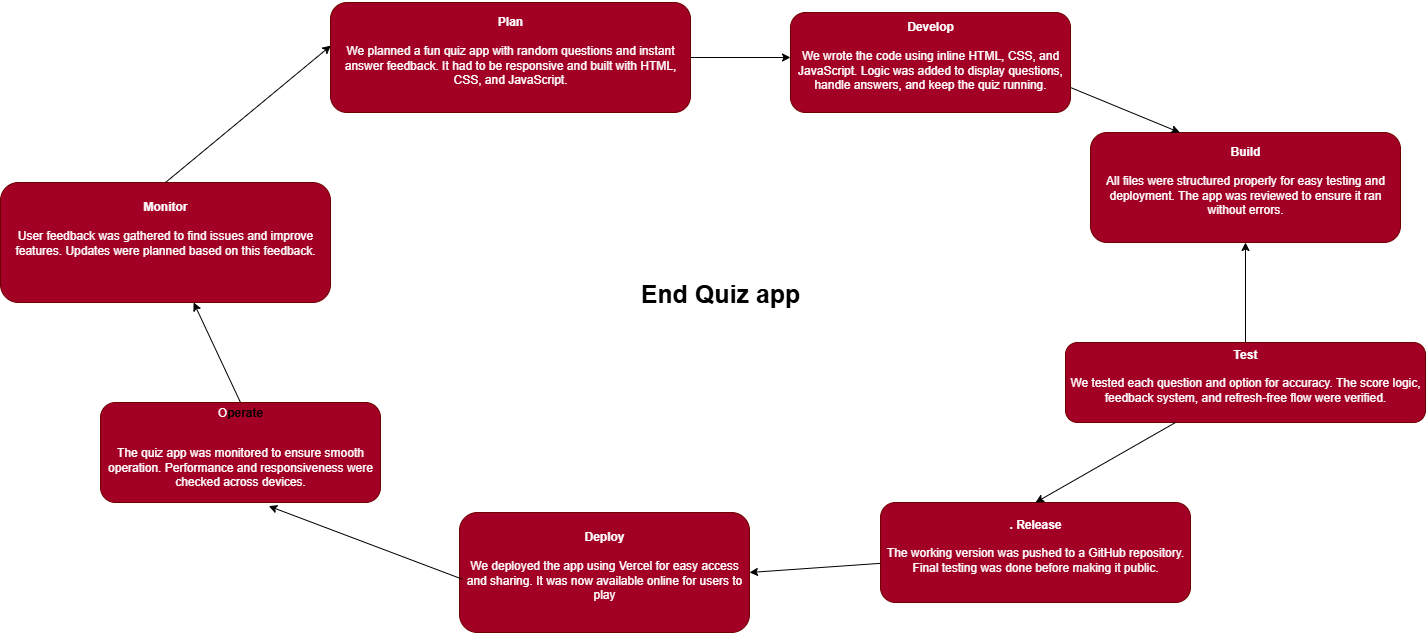 Plan
We planned a fun quiz app with random questions and instant
answer feedback. It had to be responsive and built with HTML,
CSS, and JavaScript.
Develop
We wrote the code using inline HTML, CSS, and
JavaScript. Logic was added to display questions,
handle answers, and keep the quiz running.
Build
All files were structured properly for easy testing and
deployment. The app was reviewed to ensure it ran
without errors.
Monitor
User feedback was gathered to find issues and improve
features. Updates were planned based on this feedback.
End Quiz app
Test
We tested each question and option for accuracy. The score logic,
feedback system, and refresh-free flow were verified.
Operate
The quiz app was monitored to ensure smooth
operation. Performance and responsiveness were
checked across devices.
Deploy
We deployed the app using Vercel for easy access
and sharing. It was now available online for users to
play
. Release
The working version was pushed to a GitHub repository.
Final testing was done before making it public.